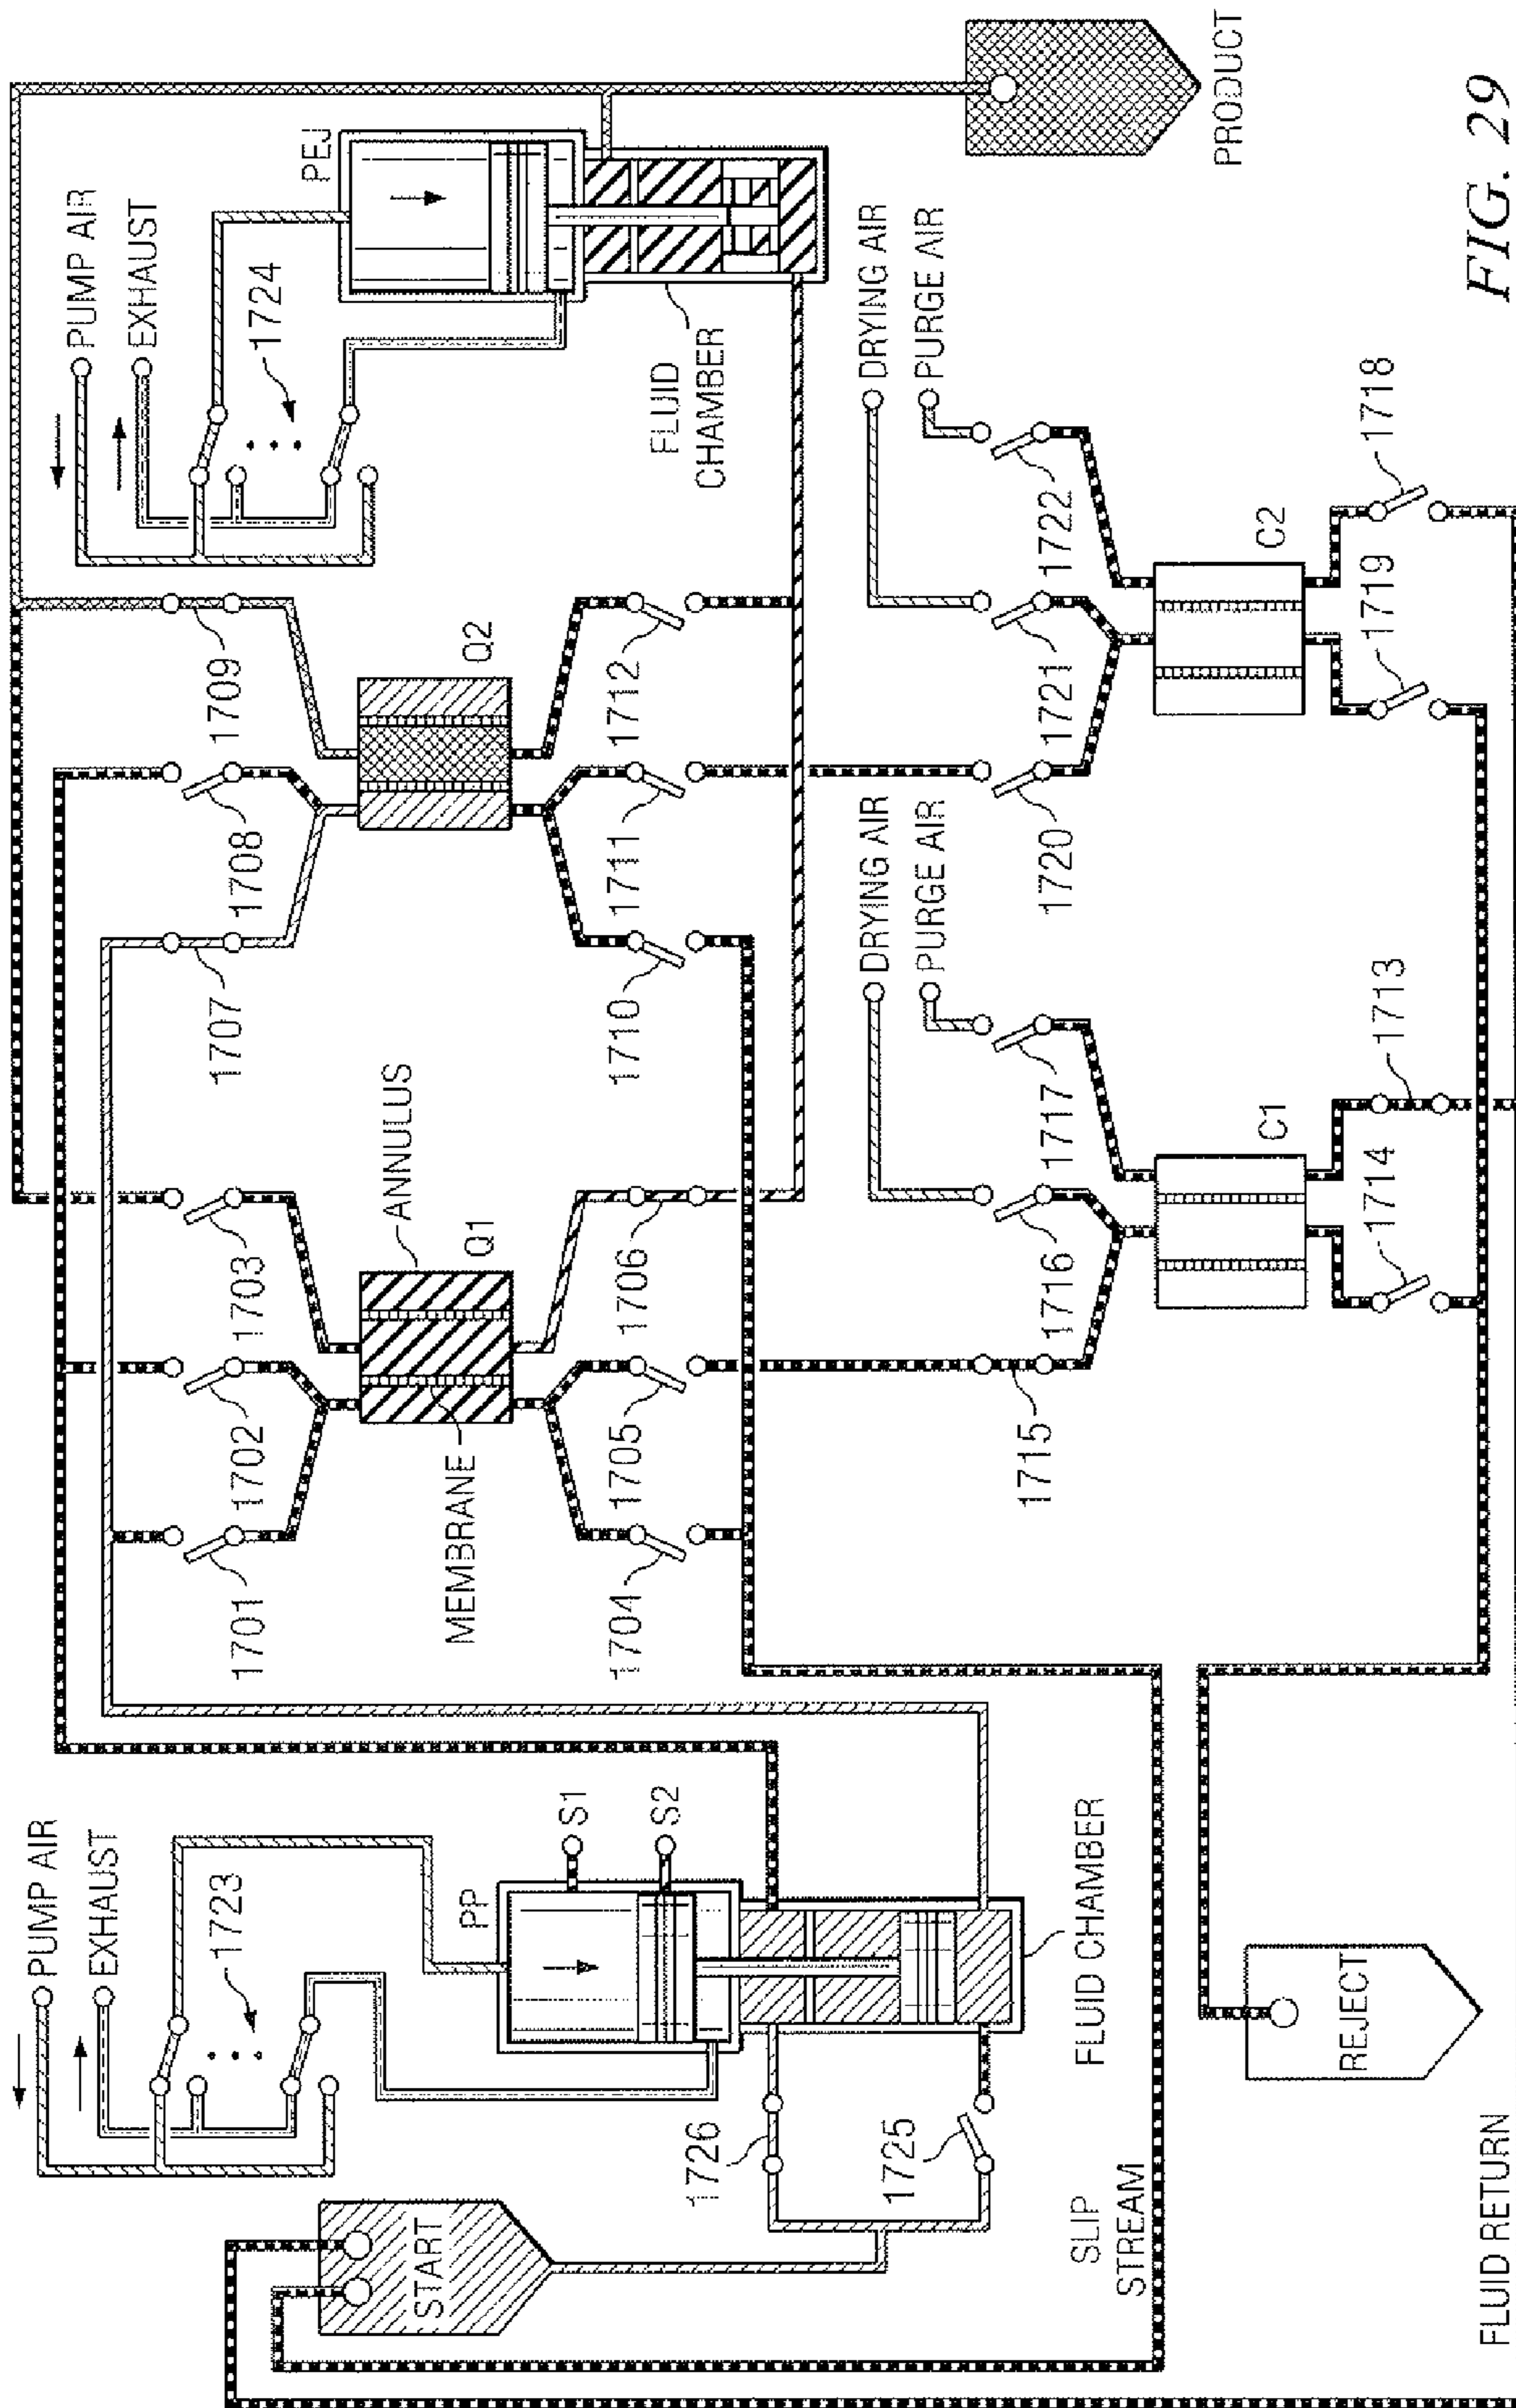 PUMP AIR
EXHAUST
1723
START
PP
S1
S2
1726
1725
SLIP
STREAM
FLUID CHAMBER
REJECT
FLUID RETURN
1701
1702
1703
MEMBRANE
ANNULUS
Q1
1704
1705
1706
1707
1708
1709
Q2
1710
1711
1712
PUMP AIR
EXHAUST
1724
PEJ
FLUID
CHAMBER
PRODUCT
DRYING AIR
PURGE AIR
1715
1716
1717
C1
1714
1713
DRYING AIR
PURGE AIR
1720
1721
1722
C2
1719
1718
FIG. 29